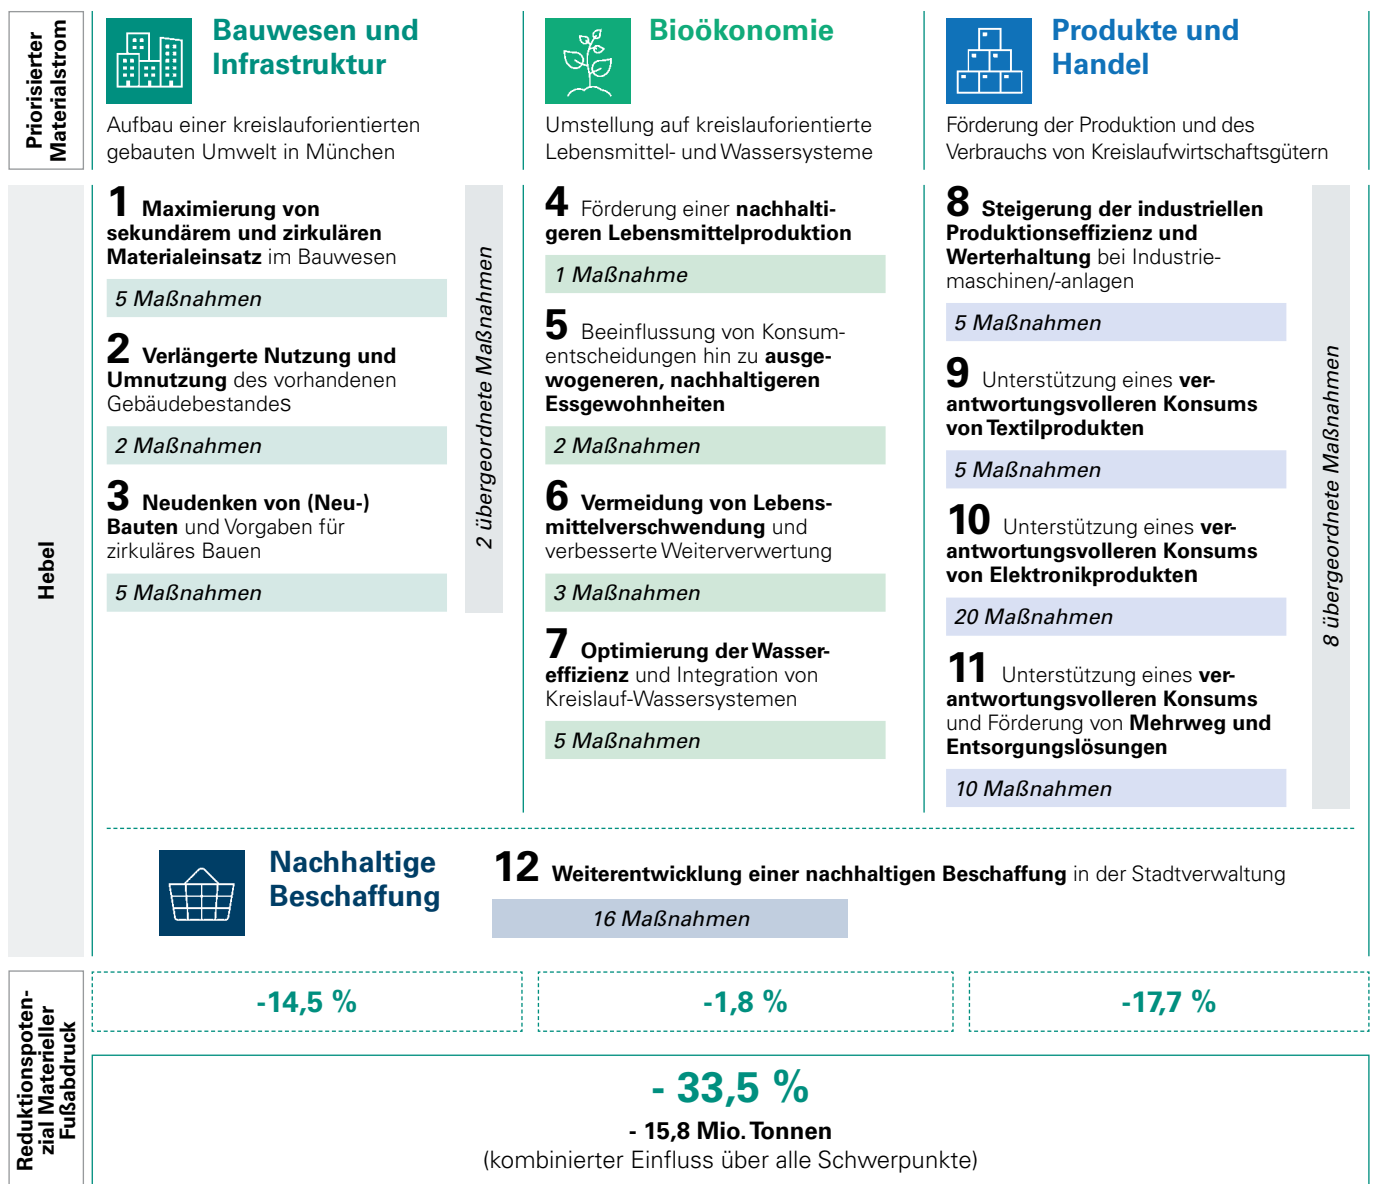 Priorisierter
Materialstrom
Bauwesen und
Infrastruktur
Aufbau einer kreislauforientierten
gebauten Umwelt in München
Bioökonomie
Umstellung auf kreislauforientierte
Lebensmittel- und Wassersysteme
Produkte und
Handel
Förderung der Produktion und des
Verbrauchs von Kreislaufwirtschaftsgütern
Hebel
1 Maximierung von
sekundärem und zirkulären
Materialeinsatz im Bauwesen
5 Maßnahmen
2 Verlängerte Nutzung und
Umnutzung des vorhandenen
Gebäudebestandes
2 Maßnahmen
3 Neudenken von (Neu-)
Bauten und Vorgaben für
zirkuläres Bauen
5 Maßnahmen
2 übergeordnete Maßnahmen
4 Förderung einer nachhalti-
geren Lebensmittelproduktion
1 Maßnahme
5 Beeinflussung von Konsum-
entscheidungen hin zu ausge-
wogeneren, nachhaltigeren
Essgewohnheiten
2 Maßnahmen
6 Vermeidung von Lebens-
mittelverschwendung und
verbesserte Weiterverwertung
3 Maßnahmen
7 Optimierung der Wasser-
effizienz und Integration von
Kreislauf-Wassersystemen
5 Maßnahmen
8 Steigerung der industriellen
Produktionseffizienz und
Werterhaltung bei Industrie-
maschinen/-anlagen
5 Maßnahmen
9 Unterstützung eines ver-
antwortungsvolleren Konsums
von Textilprodukten
5 Maßnahmen
10 Unterstützung eines ver-
antwortungsvolleren Konsums
von Elektronikprodukten
20 Maßnahmen
11 Unterstützung eines ver-
antwortungsvolleren Konsums
und Förderung von Mehrweg und
Entsorgungslösungen
10 Maßnahmen
8 übergeordnete Maßnahmen
Nachhaltige
Beschaffung
12 Weiterentwicklung einer nachhaltigen Beschaffung in der Stadtverwaltung
16 Maßnahmen
Reduktionspoten-
zial Materieller
Fußabdruck
-14,5 %
-1,8 %
-17,7 %
- 33,5 %
- 15,8 Mio. Tonnen
(kombinierter Einfluss über alle Schwerpunkte)